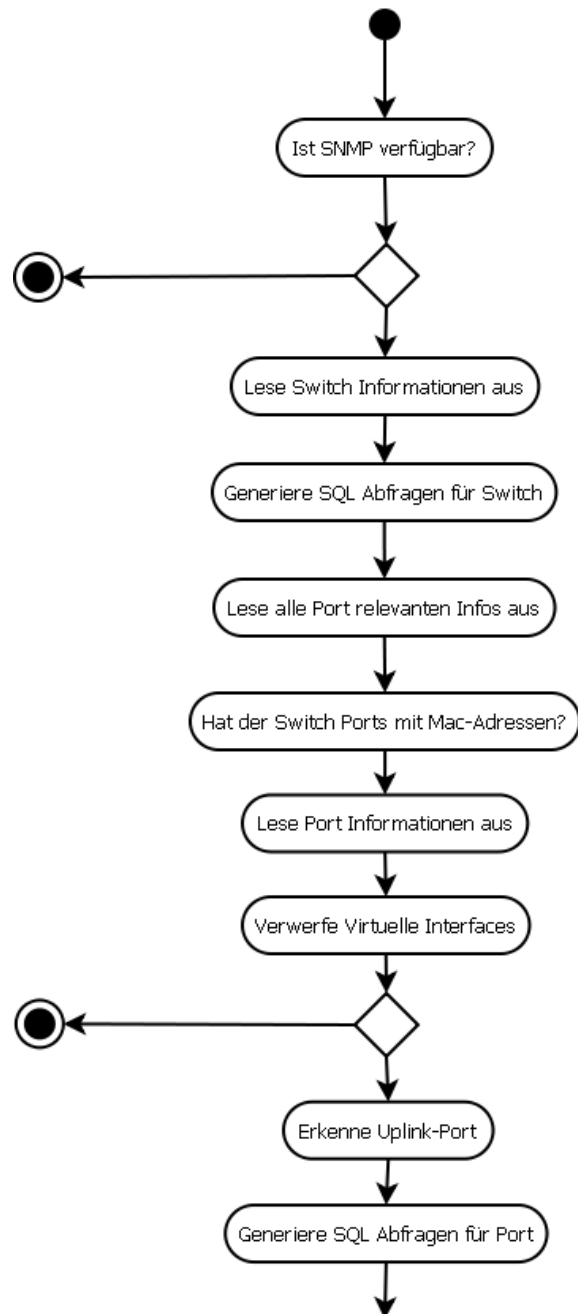 Ist SNMP verfügbar?
Lese Switch Informationen aus
Generiere SQL Abfragen für Switch
Lese alle Port relevanten Infos aus
Hat der Switch Ports mit Mac-Adressen?
Lese Port Informationen aus
Verwerfe Virtuelle Interfaces
Erkenne Uplink-Port
Generiere SQL Abfragen für Port